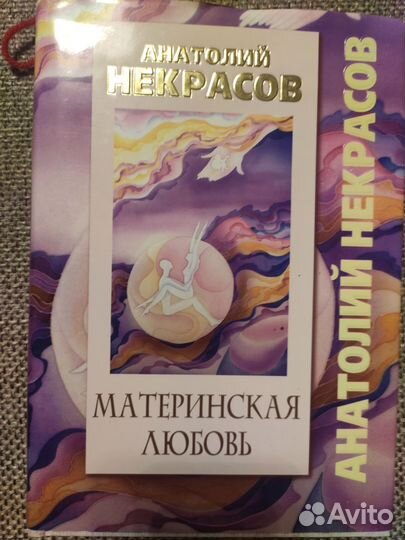 АНАТОЛИЙ
НЕКРАСОВ
МАТЕРИНСКАЯ
ЛЮБОВЬ
АНАТОЛИЙ НЕКРАСОВ
Avito